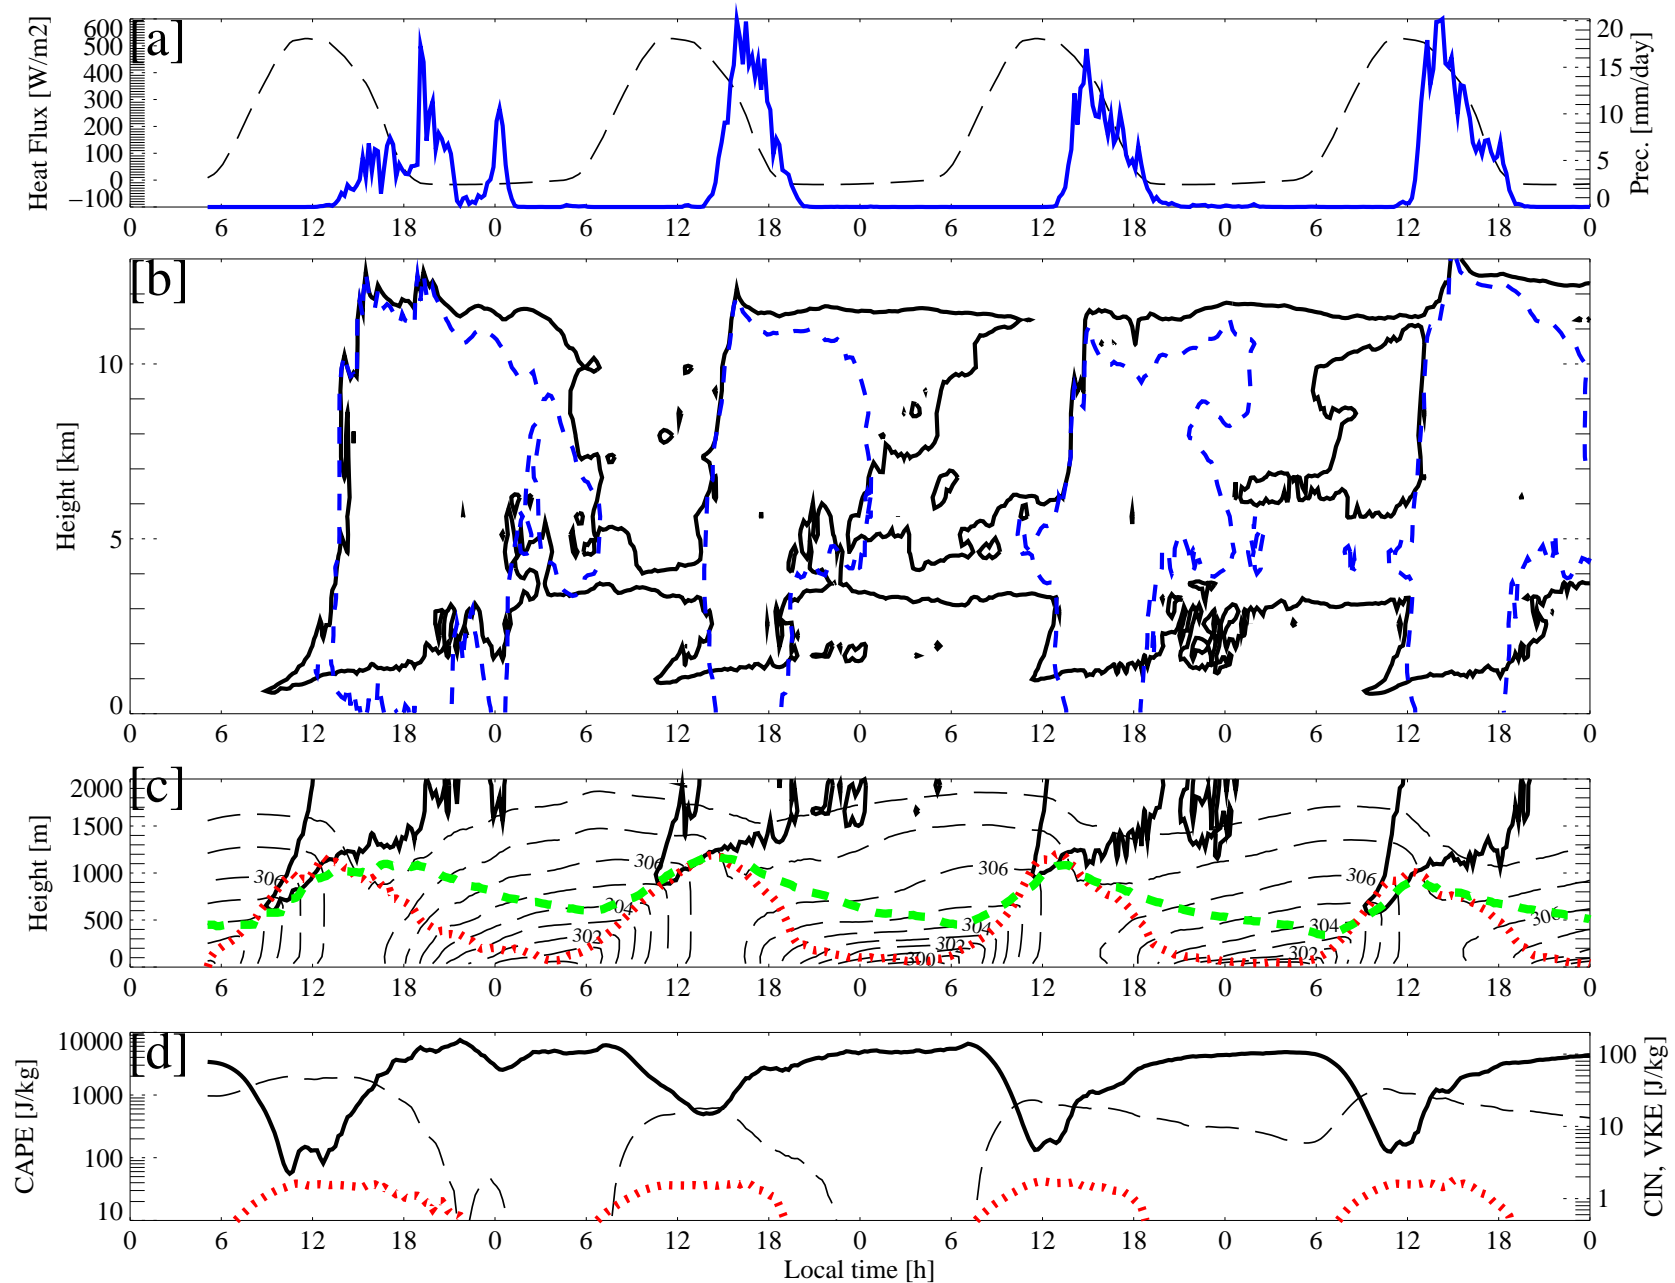 [a]
Heat Flux [W/m2]
600
500
400
300
200
100
0
−100
20
15
10
5
0
Prec. [mm/day]
0 6 12 18 0 6 12 18 0 6 12 18 0 6 12 18 0
[b]
Height [km]
10
5
0
0 6 12 18 0 6 12 18 0 6 12 18 0 6 12 18 0
[c]
Height [m]
2000
1500
1000
500
0
306 306 306 306
304 304 304 306
302 302 302
300
0 6 12 18 0 6 12 18 0 6 12 18 0 6 12 18 0
[d]
CAPE [J/kg]
10000
1000
100
10
100
10
1
CIN, VKE [J/kg]
0 6 12 18 0 6 12 18 0 6 12 18 0 6 12 18 0
Local time [h]